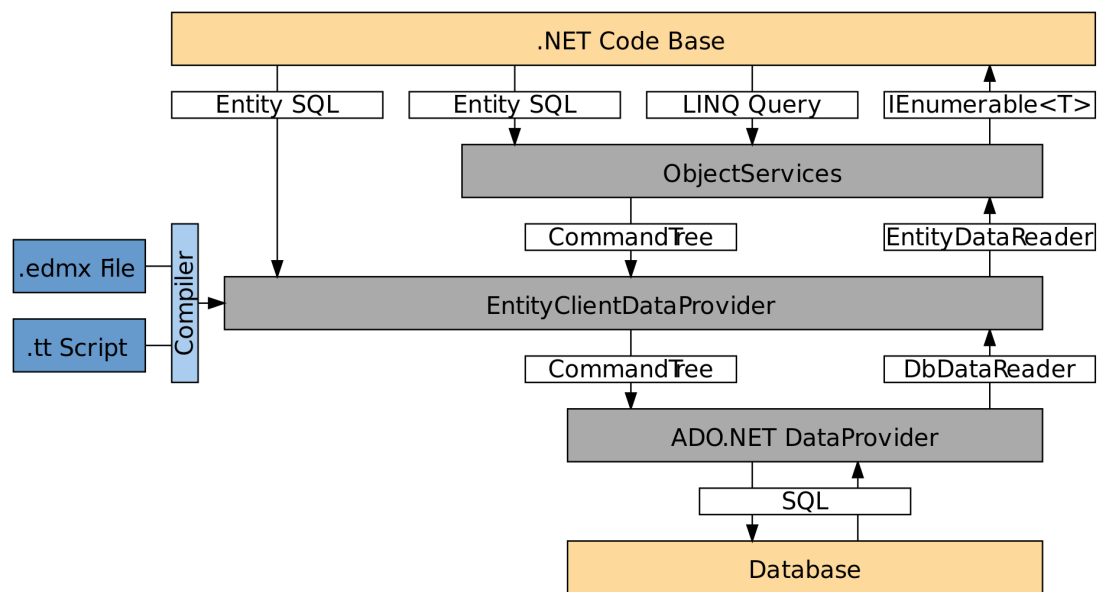 .NET Code Base
Entity SQL
Entity SQL
LINQ Query
IEnumerable<T>
ObjectServices
CommandTree
EntityDataReader
.edmx File
Compiler
EntityClientDataProvider
.tt Script
CommandTree
DbDataReader
ADO.NET DataProvider
SQL
Database